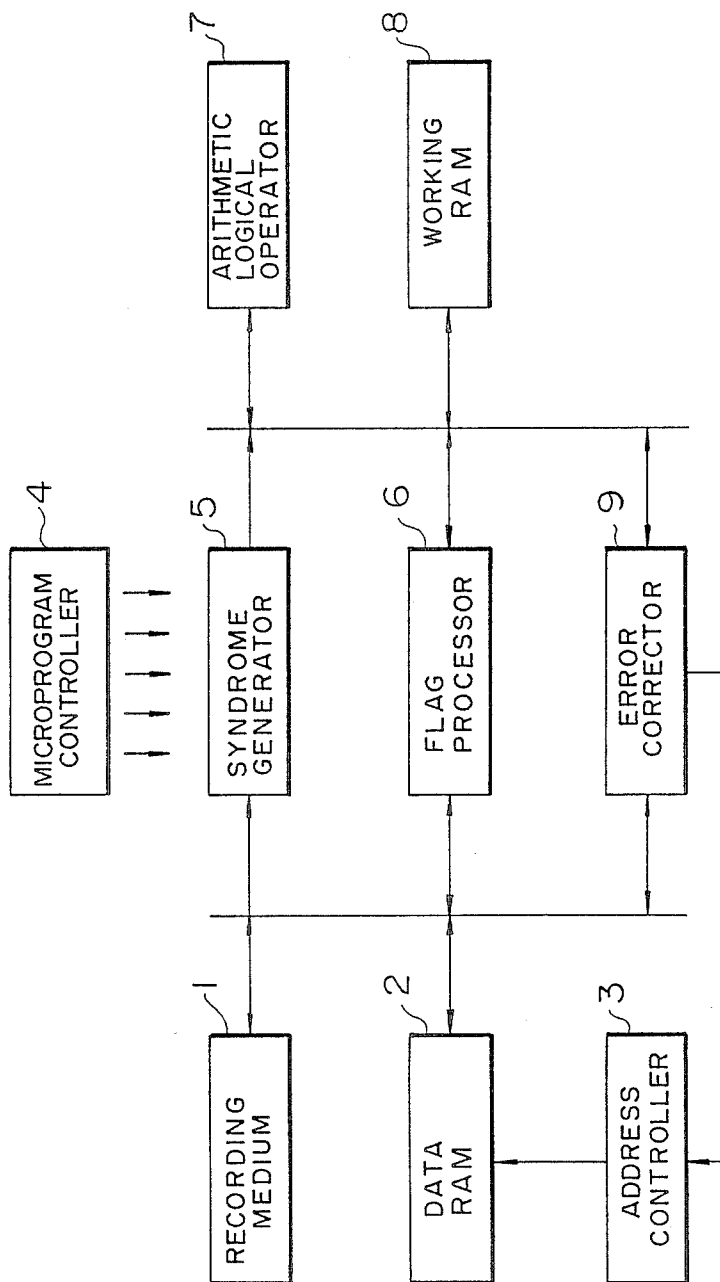 4
MICROPROGRAM
CONTROLLER
1
RECORDING
MEDIUM
5
SYNDROME
GENERATOR
7
ARITHMETIC
LOGICAL
OPERATOR
2
DATA
RAM
6
FLAG
PROCESSOR
8
WORKING
RAM
3
ADDRESS
CONTROLLER
9
ERROR
CORRECTOR